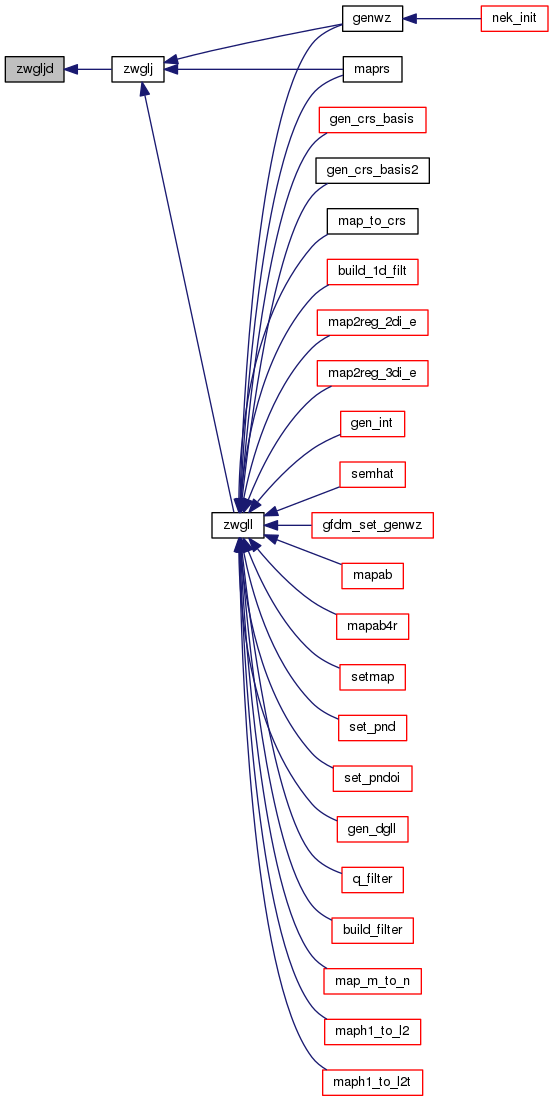 genwz
nek_init
zwgljd
zwglj
maprs
gen_crs_basis
gen_crs_basis2
map_to_crs
build_1d_filt
map2reg_2di_e
map2reg_3di_e
gen_int
semhat
zwgll
gfdm_set_genwz
mapab
mapab4r
setmap
set_pnd
set_pndoi
gen_dgll
q_filter
build_filter
map_m_to_n
maph1_to_l2
maph1_to_l2t